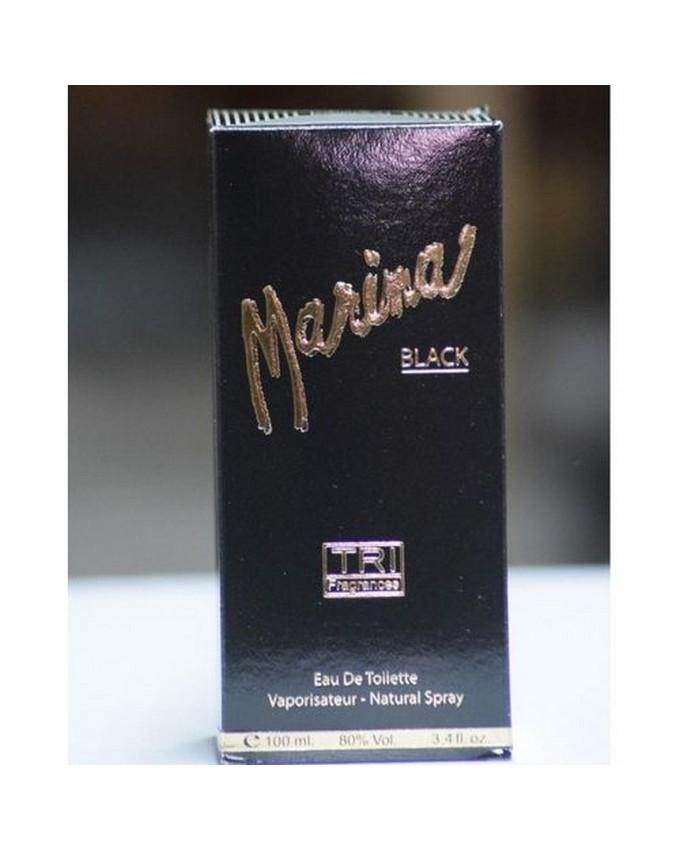 Marina
BLACK
TRI
Fragrances
Eau De Toilette
Vaporisateur - Natural Spray
℮ 100 ml. 80% Vol. 3.4 fl. oz.